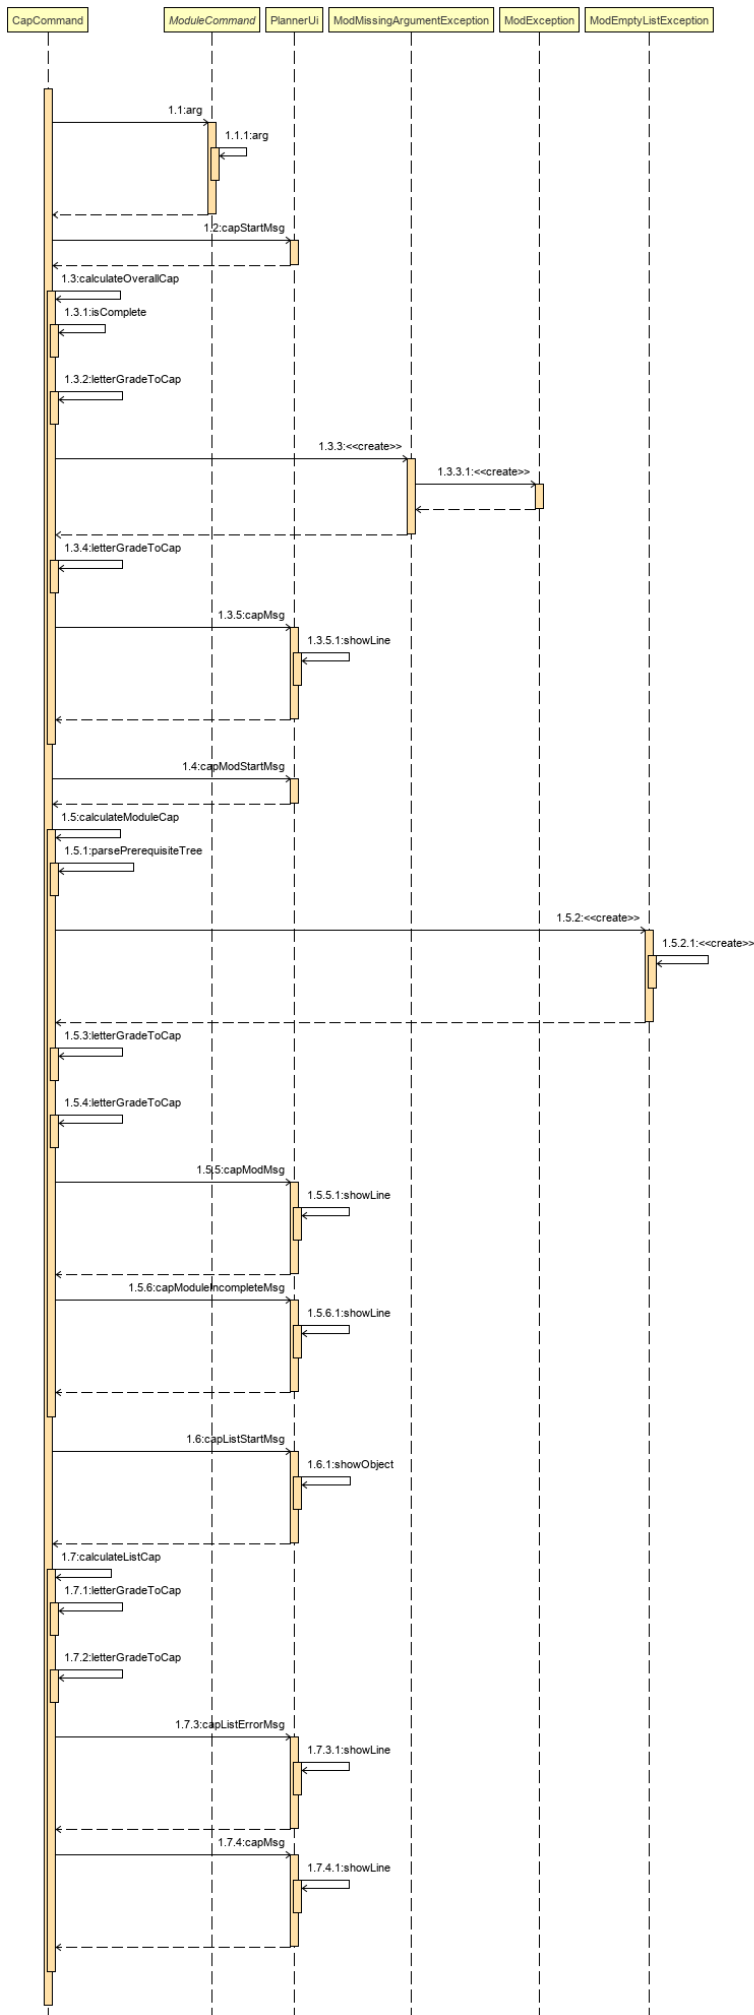 CapCommand
ModuleCommand
PlannerUi
ModMissingArgumentException
ModException
ModEmptyListException
1.1:arg
1.1.1:arg
1.2:capStartMsg
1.3:calculateOverallCap
1.3.1:isComplete
1.3.2:letterGradeToCap
1.3.3:<<create>>
1.3.3.1:<<create>>
1.3.4:letterGradeToCap
1.3.5:capMsg
1.3.5.1:showLine
1.4:capModStartMsg
1.5:calculateModuleCap
1.5.1:parsePrerequisiteTree
1.5.2:<<create>>
1.5.2.1:<<create>>
1.5.3:letterGradeToCap
1.5.4:letterGradeToCap
1.5.5:capModMsg
1.5.5.1:showLine
1.5.6:capModuleIncompleteMsg
1.5.6.1:showLine
1.6:capListStartMsg
1.6.1:showObject
1.7:calculateListCap
1.7.1:letterGradeToCap
1.7.2:letterGradeToCap
1.7.3:capListErrorMsg
1.7.3.1:showLine
1.7.4:capMsg
1.7.4.1:showLine